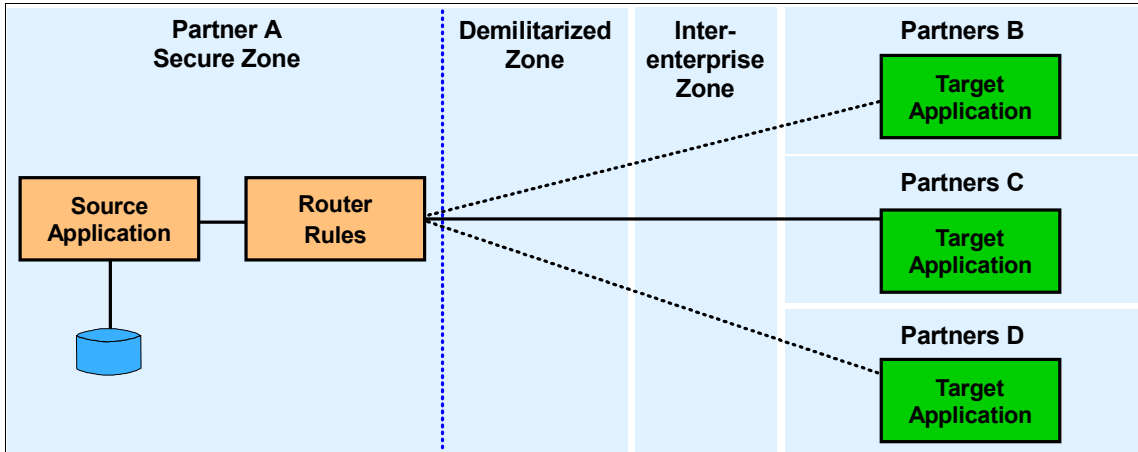 Partner A
Secure Zone
Demilitarized
Zone
Inter-
enterprise
Zone
Partners B
Target
Application
Source
Application
Router
Rules
Partners C
Target
Application
Partners D
Target
Application